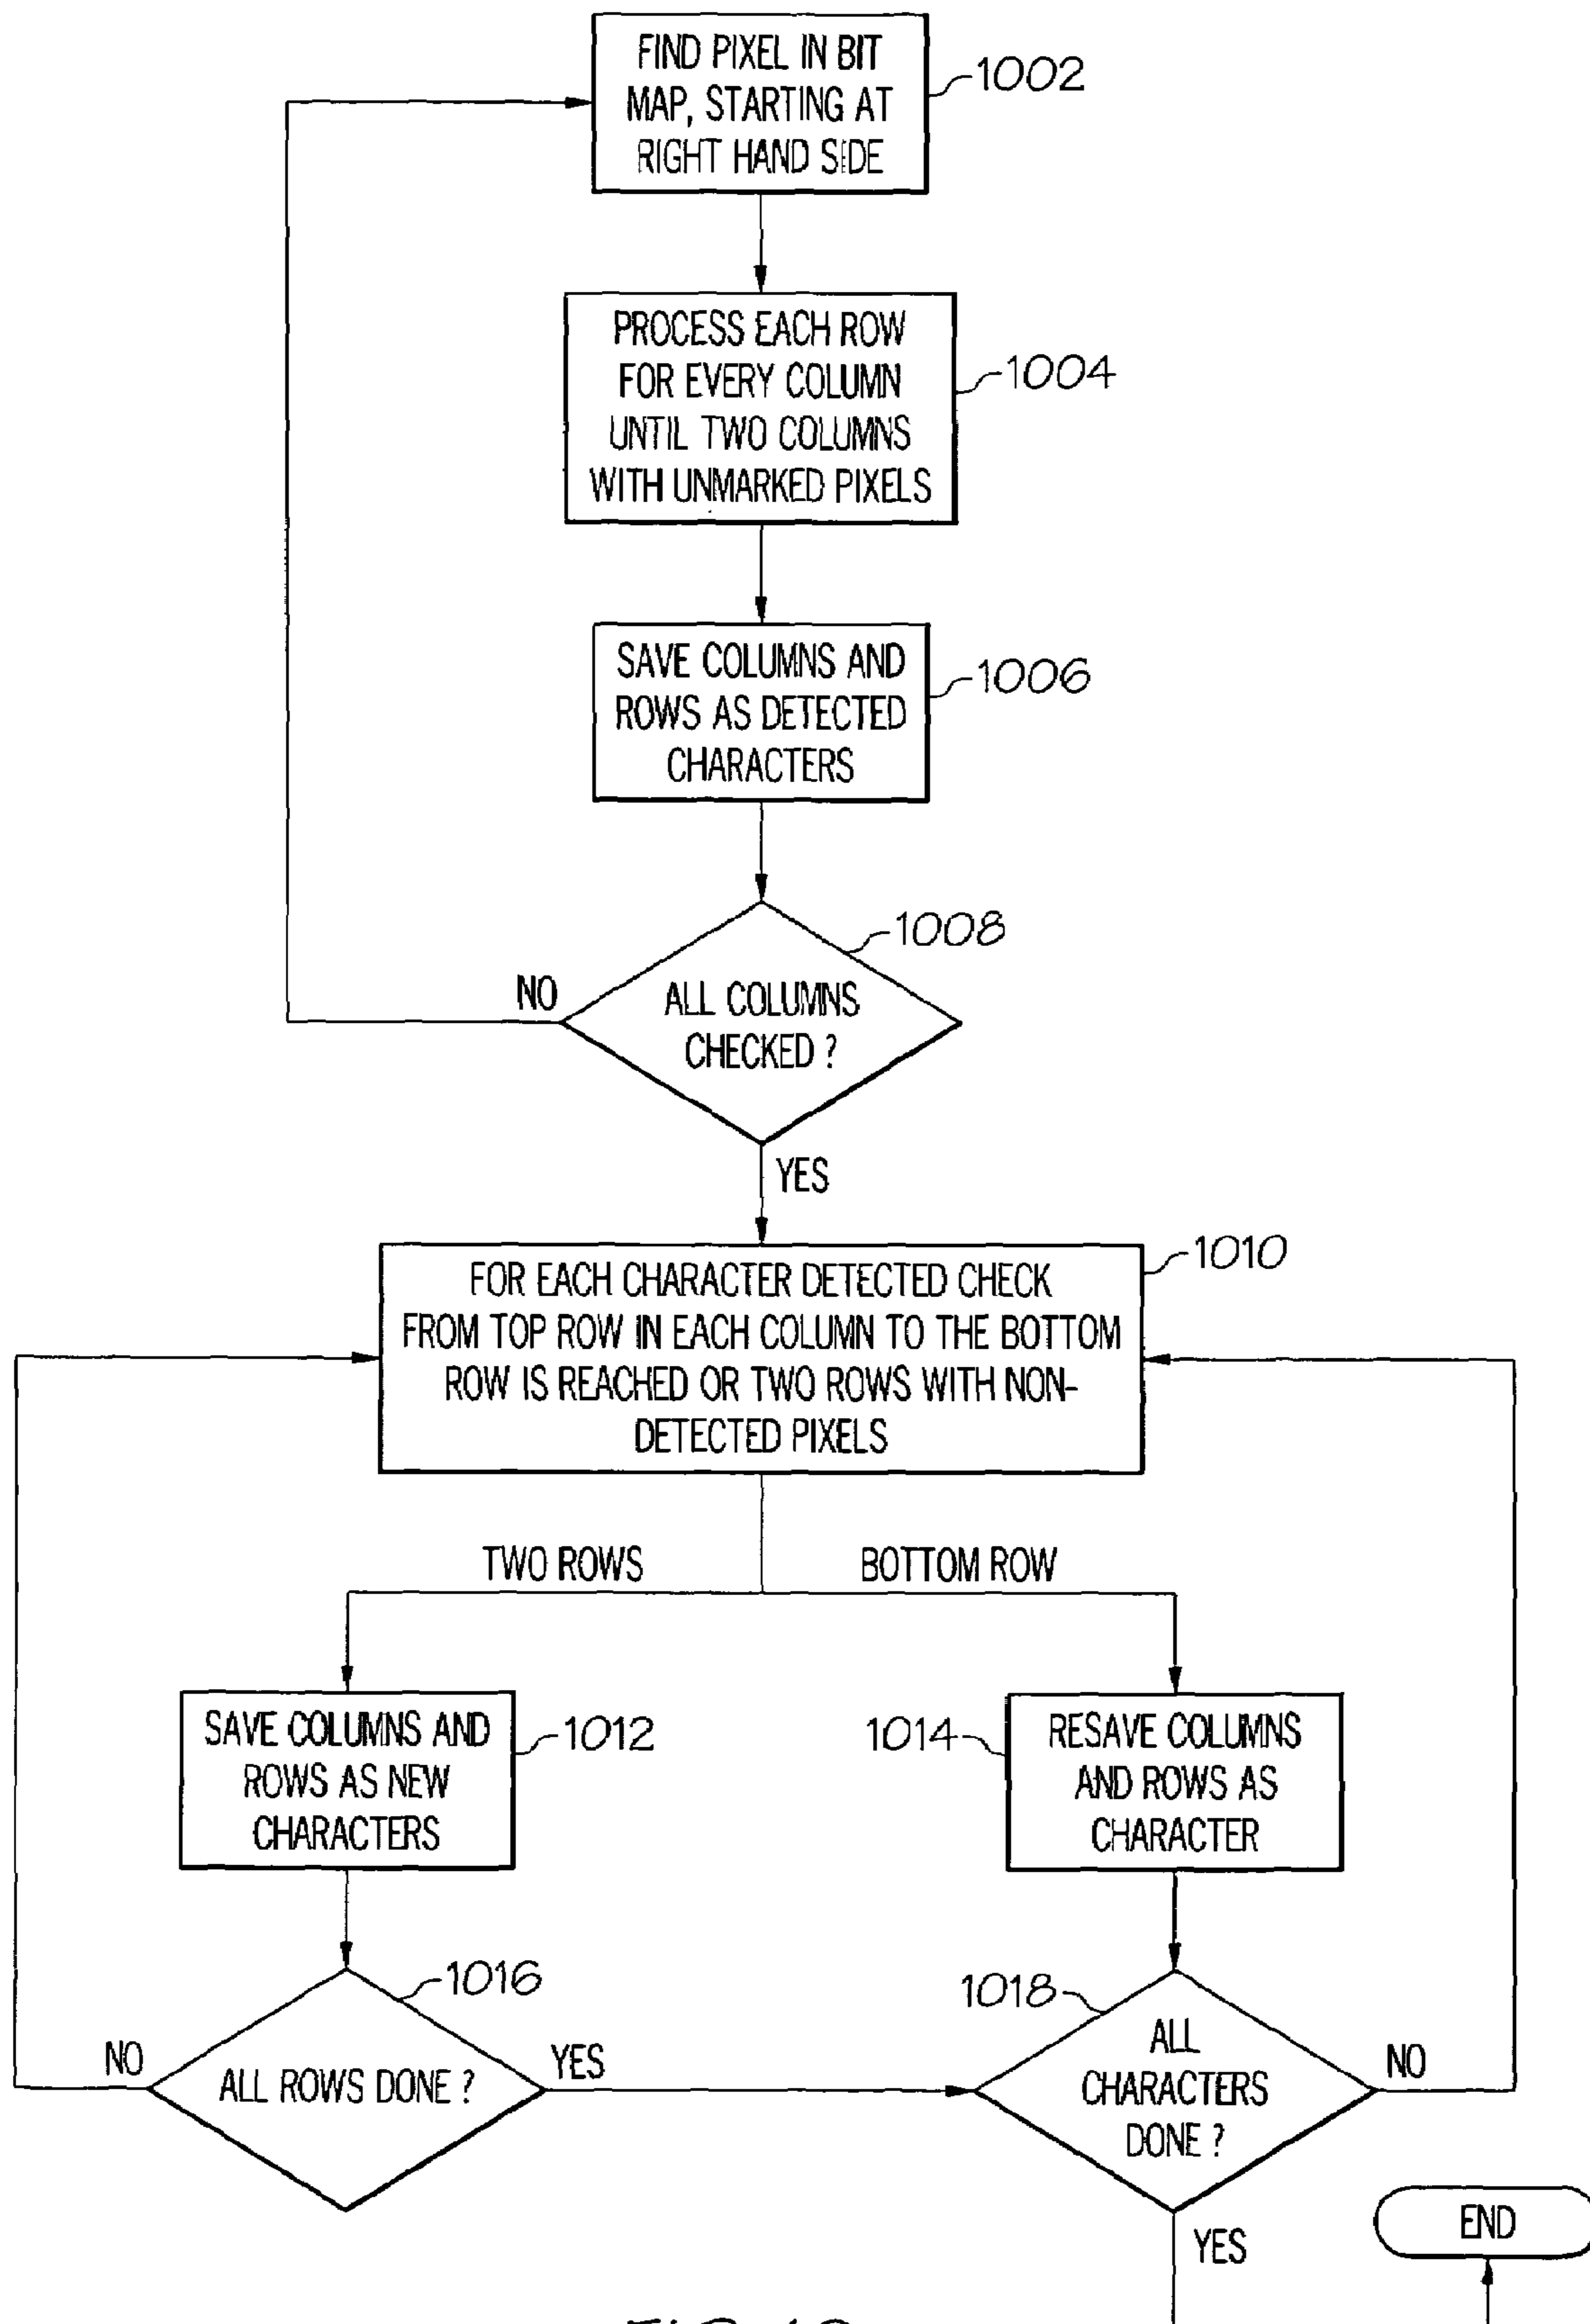 FIND PIXEL IN BIT
MAP, STARTING AT
RIGHT HAND SIDE
1002
PROCESS EACH ROW
FOR EVERY COLUMN
UNTIL TWO COLUMNS
WITH UNMARKED PIXELS
1004
SAVE COLUMNS AND
ROWS AS DETECTED
CHARACTERS
1006
1008
ALL COLUMNS
CHECKED ?
NO
YES
FOR EACH CHARACTER DETECTED CHECK
FROM TOP ROW IN EACH COLUMN TO THE BOTTOM
ROW IS REACHED OR TWO ROWS WITH NON-
DETECTED PIXELS
1010
TWO ROWS
BOTTOM ROW
SAVE COLUMNS AND
ROWS AS NEW
CHARACTERS
1012
1014
RESAVE COLUMNS
AND ROWS AS
CHARACTER
1016
ALL ROWS DONE ?
NO
YES
1018
ALL
CHARACTERS
DONE ?
NO
YES
END